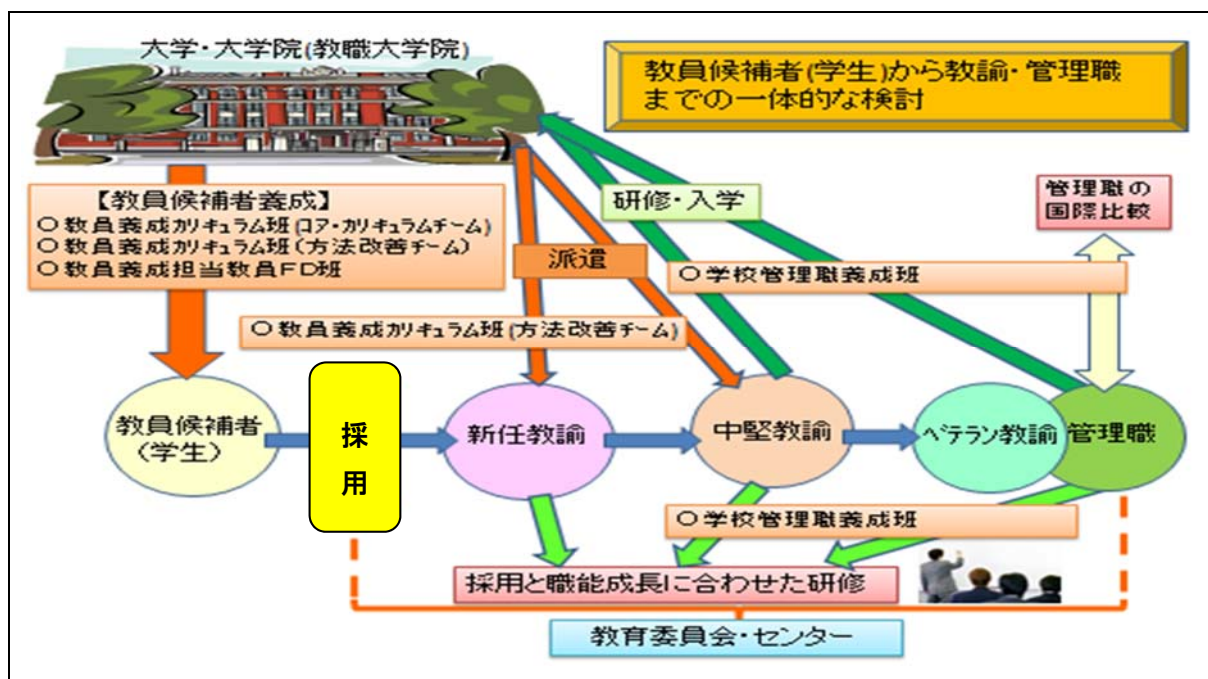 大学・大学院(教職大学院)
教員候補者(学生)から教諭・管理職
までの一体的な検討
【教員候補者養成】
○教員養成カリキュラム班(コア・カリキュラムチーム)
○教員養成カリキュラム班(方法改善チーム)
○教員養成担当教員FD班
研修・入学
管理職の
国際比較
派遣
○学校管理職養成班
○教員養成カリキュラム班(方法改善チーム)
教員候補者
(学生)
採
用
新任教諭
中堅教諭
ベテラン教諭
管理職
○学校管理職養成班
採用と職能成長に合わせた研修
教育委員会・センター